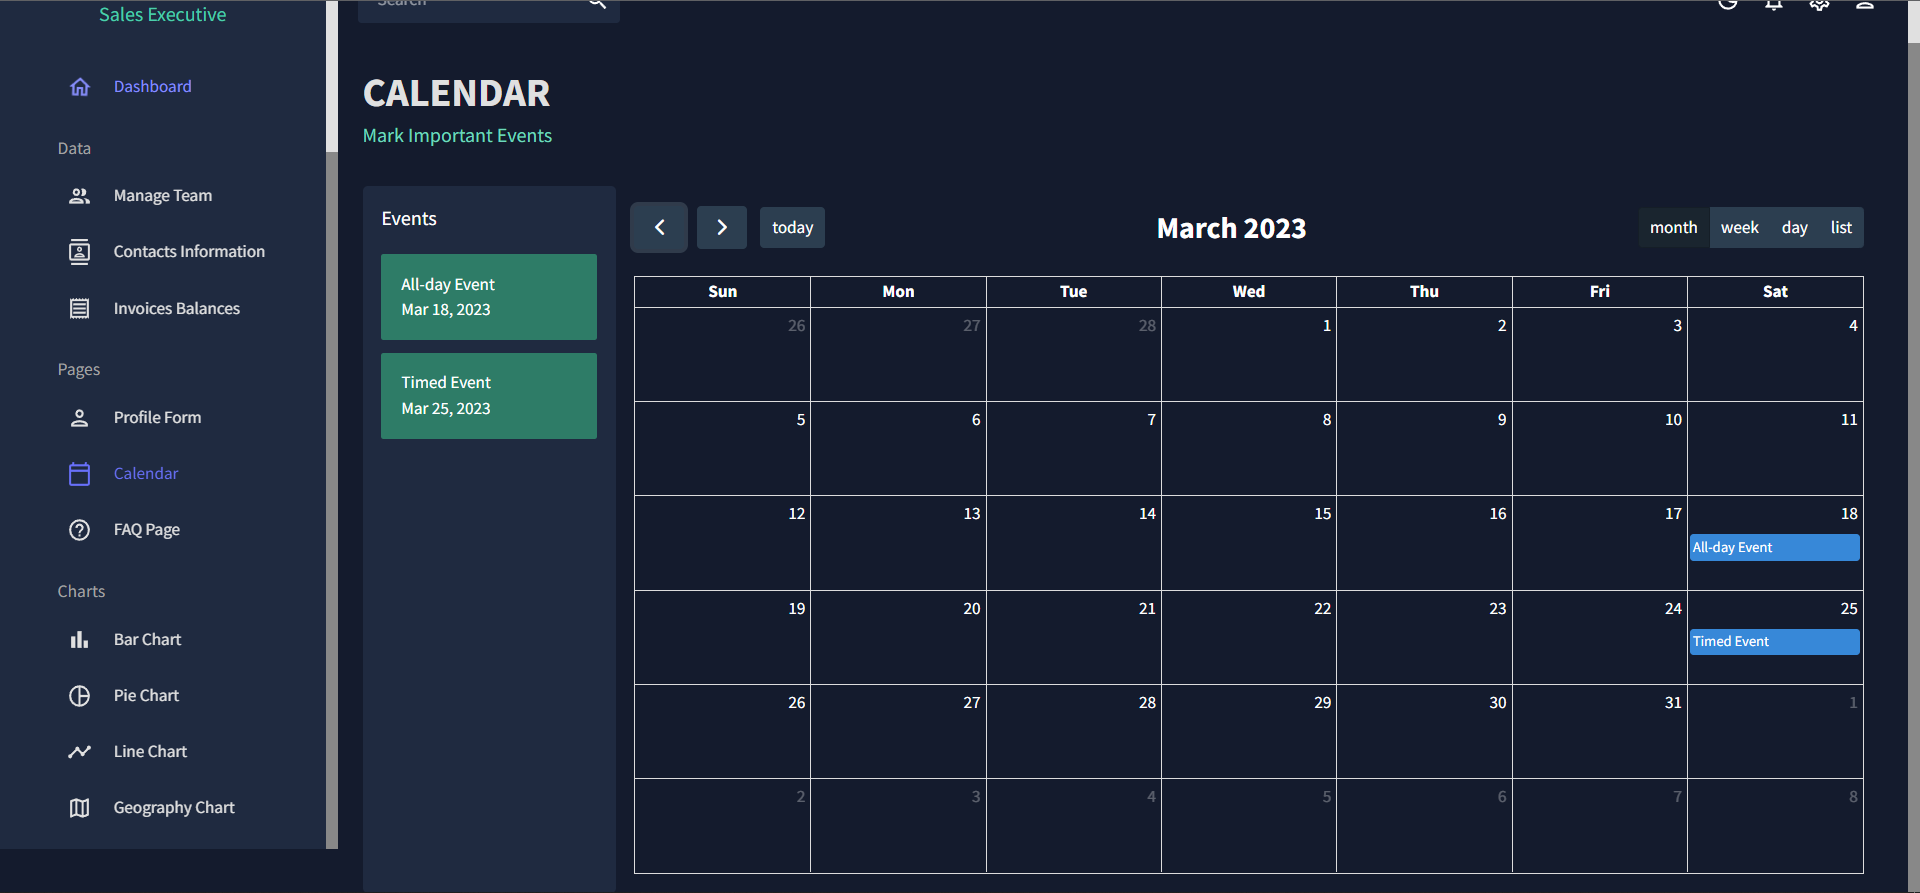 Sales Executive
Search
Dashboard
Data
Manage Team
Contacts Information
Invoices Balances
Pages
Profile Form
Calendar
FAQ Page
Charts
Bar Chart
Pie Chart
Line Chart
Geography Chart
CALENDAR
Mark Important Events
Events
All-day Event
Mar 18, 2023
Timed Event
Mar 25, 2023
today
March 2023
month week day list
Sun Mon Tue Wed Thu Fri Sat
26 27 28 1 2 3 4
5 6 7 8 9 10 11
12 13 14 15 16 17 18
All-day Event
19 20 21 22 23 24 25
Timed Event
26 27 28 29 30 31 1
2 3 4 5 6 7 8